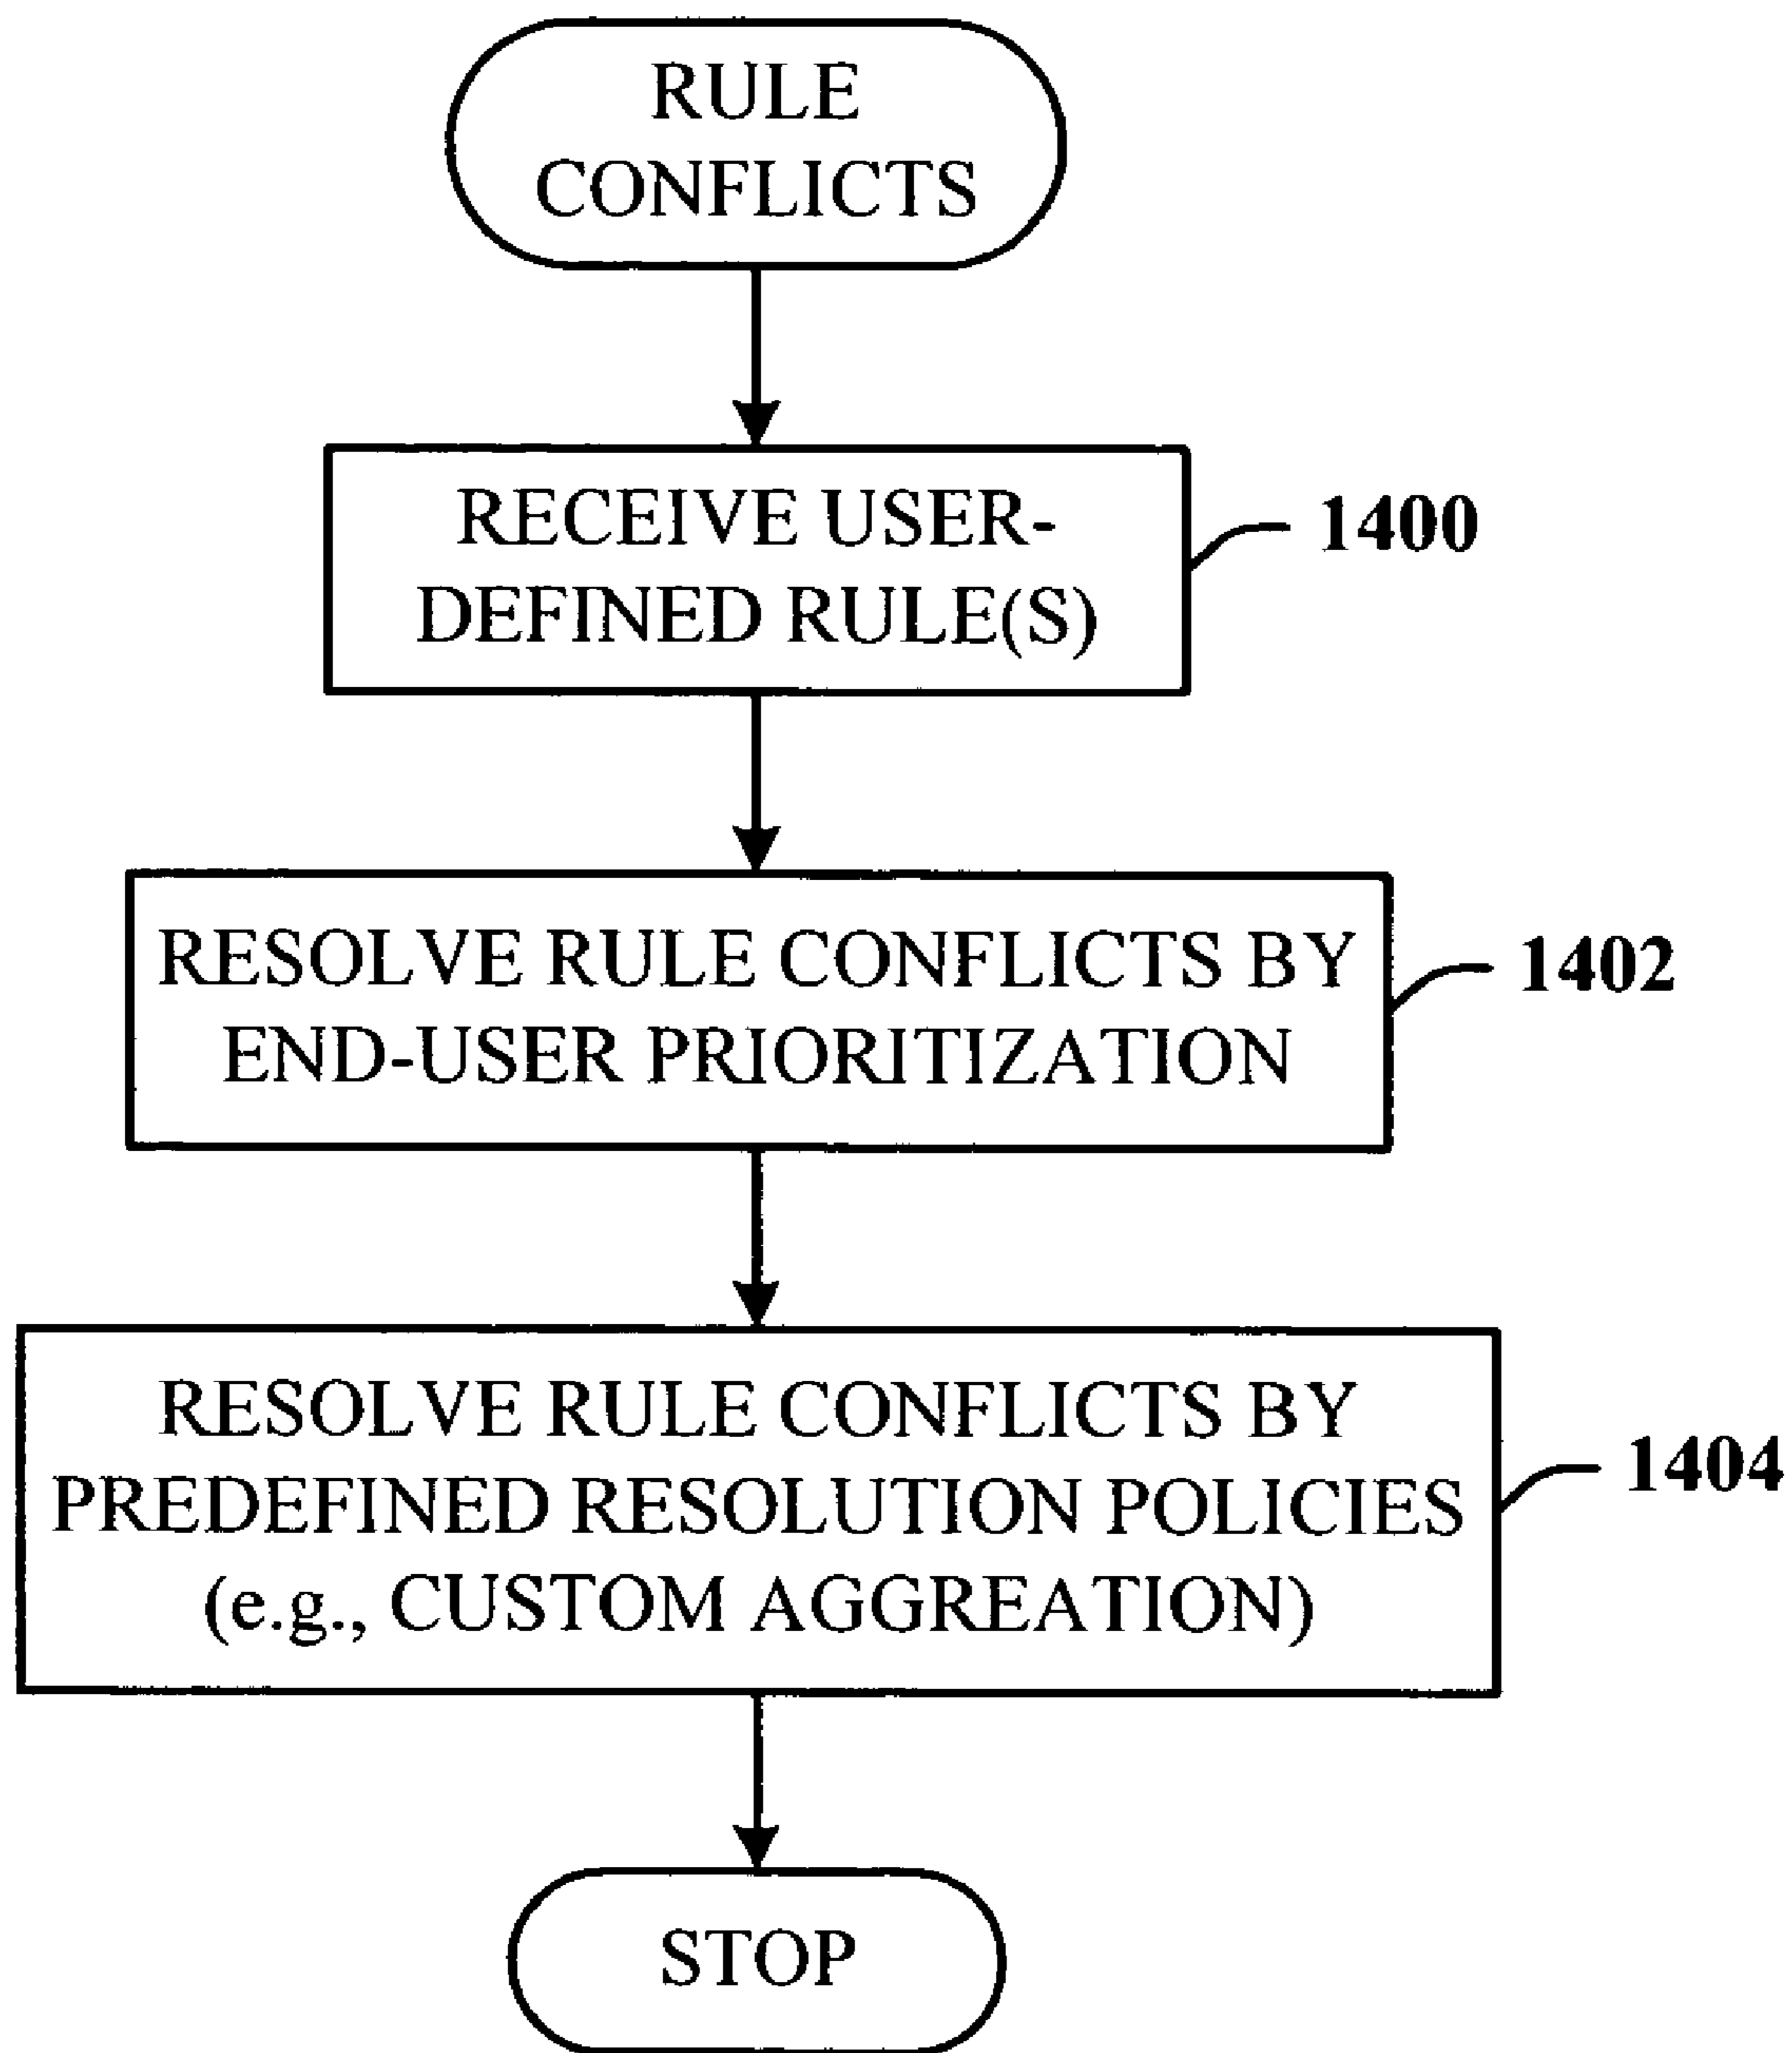 RULE
CONFLICTS
RECEIVE USER-
DEFINED RULE(S)
1400
RESOLVE RULE CONFLICTS BY
END-USER PRIORITIZATION
1402
RESOLVE RULE CONFLICTS BY
PREDEFINED RESOLUTION POLICIES
(e.g., CUSTOM AGGREATION)
1404
STOP